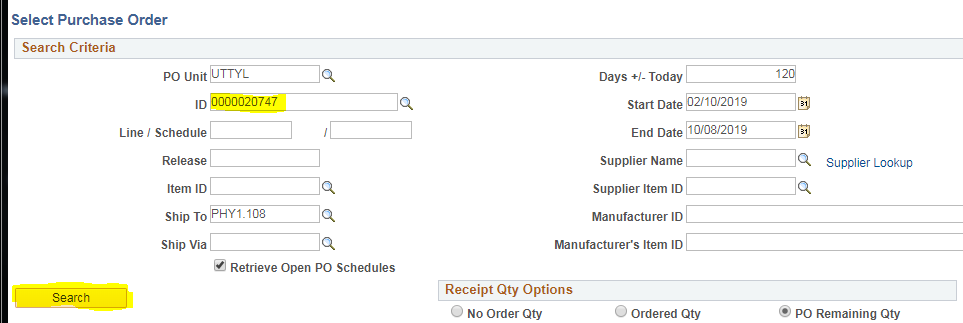 Select Purchase Order
Search Criteria
PO Unit UTTYL Days +/- Today 120
ID 0000020747 Start Date 02/10/2019 31
Line / Schedule / End Date 10/08/2019 31
Release Supplier Name Supplier Lookup
Item ID Supplier Item ID
Ship To PHY1.108 Manufacturer ID
Ship Via Manufacturer's Item ID
Retrieve Open PO Schedules
Search Receipt Qty Options
No Order Qty Ordered Qty PO Remaining Qty